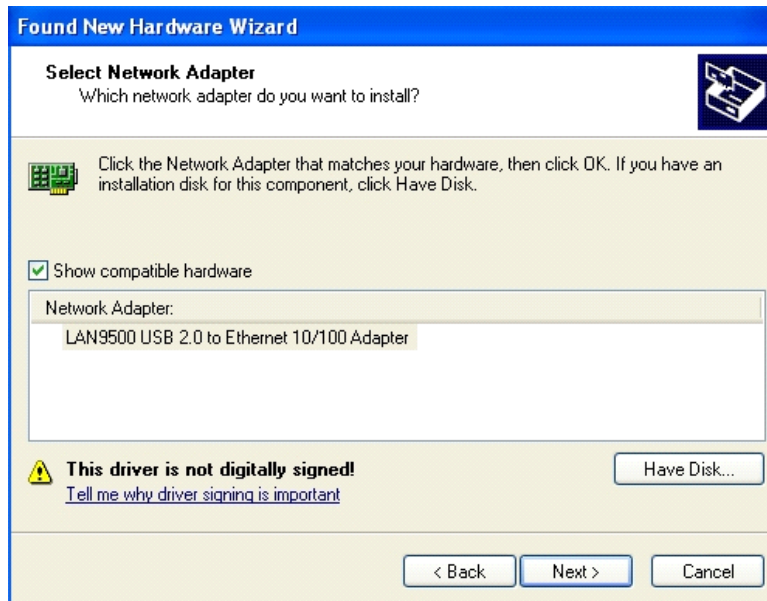 Found New Hardware Wizard
Select Network Adapter
Which network adapter do you want to install?
Click the Network Adapter that matches your hardware, then click OK. If you have an
installation disk for this component, click Have Disk.
Show compatible hardware
Network Adapter:
LAN9500 USB 2.0 to Ethernet 10/100 Adapter
This driver is not digitally signed!
Have Disk...
Tell me why driver signing is important
< Back
Next >
Cancel